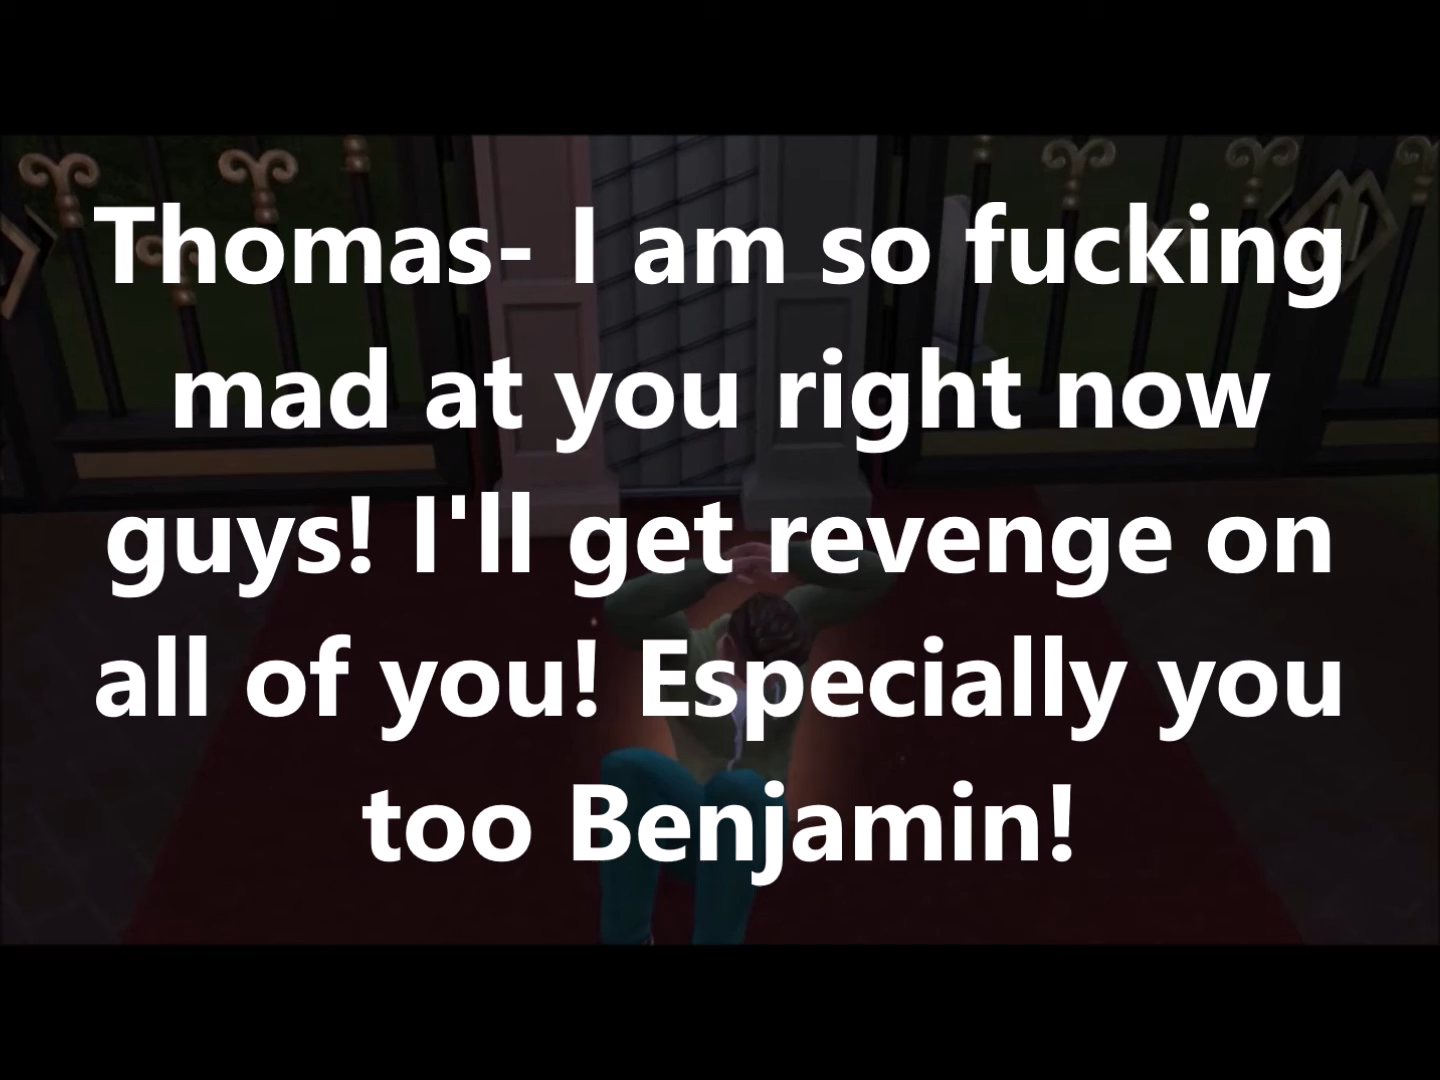 Thomas- I am so fucking
mad at you right now
guys! I'll get revenge on
all of you! Especially you
too Benjamin!